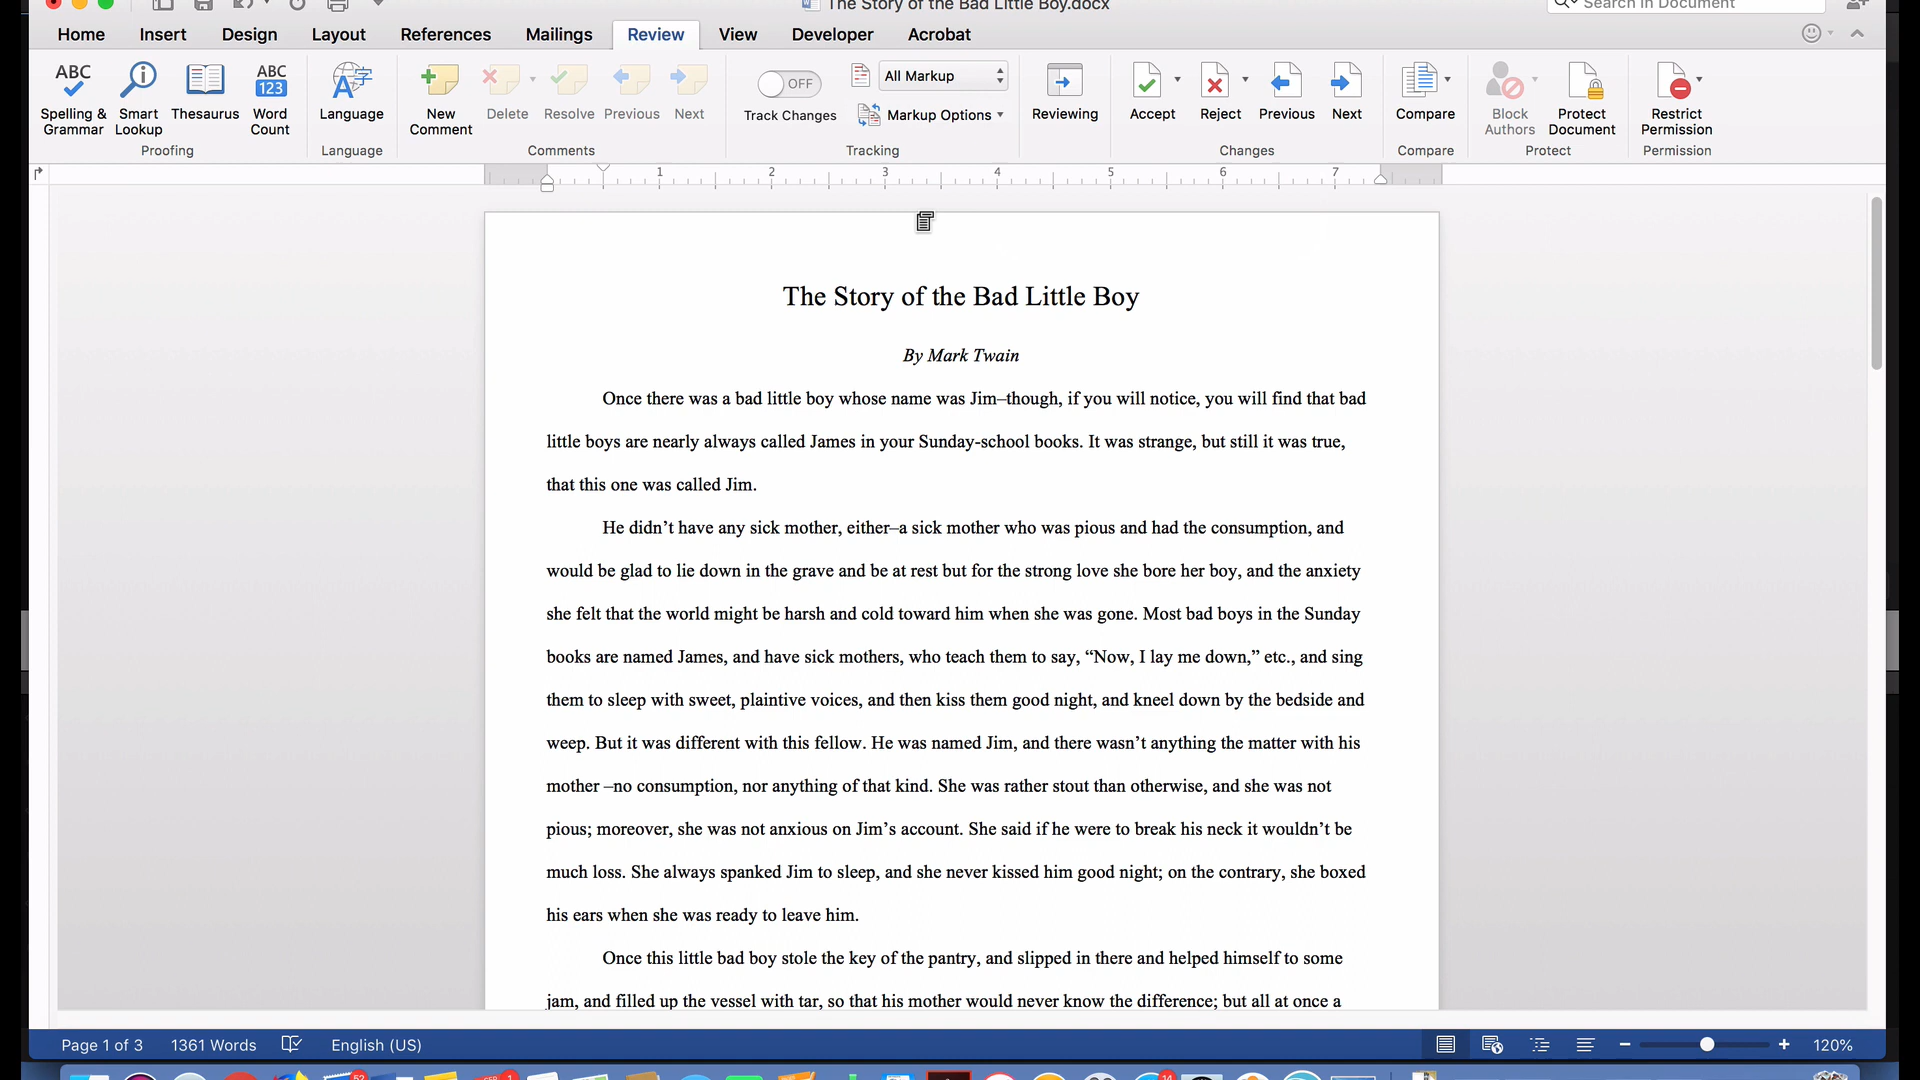 The Story of the Bad Little Boy.docx
Search in Document
Home Insert Design Layout References Mailings Review View Developer Acrobat
ABC
ABC
123
OFF
All Markup
Spelling &
Grammar
Smart
Lookup
Thesaurus
Word
Count
Language
New
Comment
Delete
Resolve
Previous
Next
Track Changes
Markup Options
Reviewing
Accept
Reject
Previous
Next
Compare
Block
Authors
Protect
Document
Restrict
Permission
Proofing
Language
Comments
Tracking
Changes
Compare
Protect
Permission
1 2 3 4 5 6 7
The Story of the Bad Little Boy
By Mark Twain
Once there was a bad little boy whose name was Jim–though, if you will notice, you will find that bad
little boys are nearly always called James in your Sunday-school books. It was strange, but still it was true,
that this one was called Jim.
He didn’t have any sick mother, either–a sick mother who was pious and had the consumption, and
would be glad to lie down in the grave and be at rest but for the strong love she bore her boy, and the anxiety
she felt that the world might be harsh and cold toward him when she was gone. Most bad boys in the Sunday
books are named James, and have sick mothers, who teach them to say, “Now, I lay me down,” etc., and sing
them to sleep with sweet, plaintive voices, and then kiss them good night, and kneel down by the bedside and
weep. But it was different with this fellow. He was named Jim, and there wasn’t anything the matter with his
mother –no consumption, nor anything of that kind. She was rather stout than otherwise, and she was not
pious; moreover, she was not anxious on Jim’s account. She said if he were to break his neck it wouldn’t be
much loss. She always spanked Jim to sleep, and she never kissed him good night; on the contrary, she boxed
his ears when she was ready to leave him.
Once this little bad boy stole the key of the pantry, and slipped in there and helped himself to some
jam, and filled up the vessel with tar, so that his mother would never know the difference; but all at once a
Page 1 of 3 1361 Words English (US) 120%
52 1 14